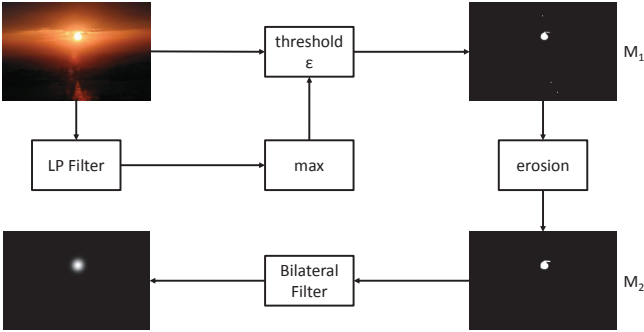 threshold
ε
M1
LP Filter
max
erosion
Bilateral
Filter
M2